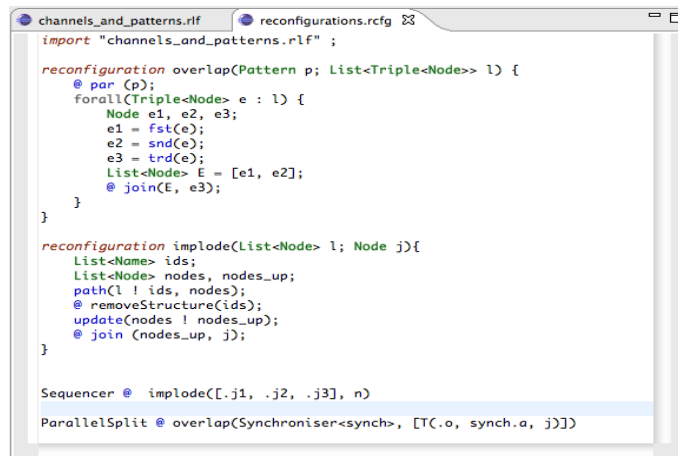 channels_and_patterns.rlf reconfigurations.rcfg
import "channels_and_patterns.rlf" ;
reconfiguration overlap(Pattern p; List<Triple<Node>> l) {
@ par (p);
forall(Triple<Node> e : l) {
Node e1, e2, e3;
e1 = fst(e);
e2 = snd(e);
e3 = trd(e);
List<Node> E = [e1, e2];
@ join(E, e3);
}
}
reconfiguration implode(List<Node> l; Node j){
List<Name> ids;
List<Node> nodes, nodes_up;
path(l ! ids, nodes);
@ removeStructure(ids);
update(nodes ! nodes_up);
@ join (nodes_up, j);
}
Sequencer @ implode([.j1, .j2, .j3], n)
ParallelSplit @ overlap(Synchroniser<synch>, [T(.o, synch.a, j)])